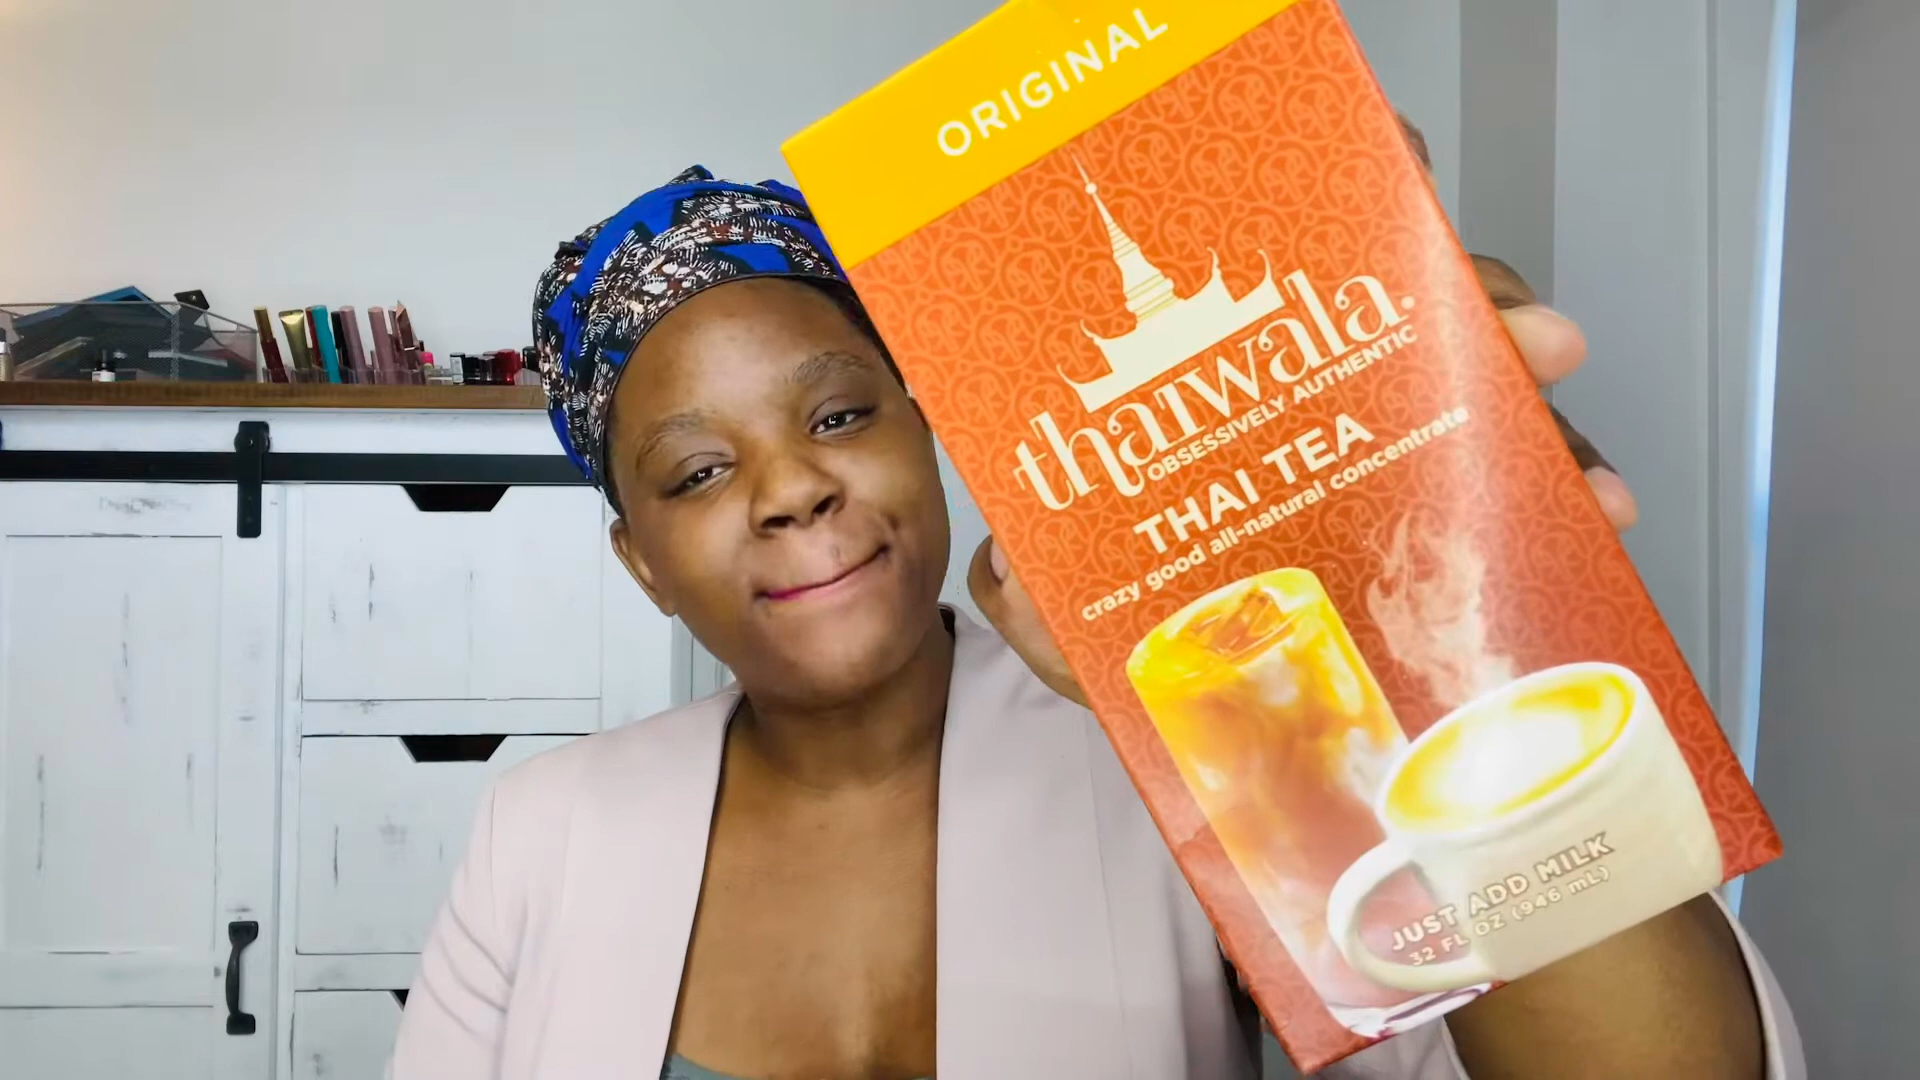 ORIGINAL
thaiwala.
OBSESSIVELY AUTHENTIC
THAI TEA
crazy good all-natural concentrate
JUST ADD MILK
32 FL OZ (946 mL)